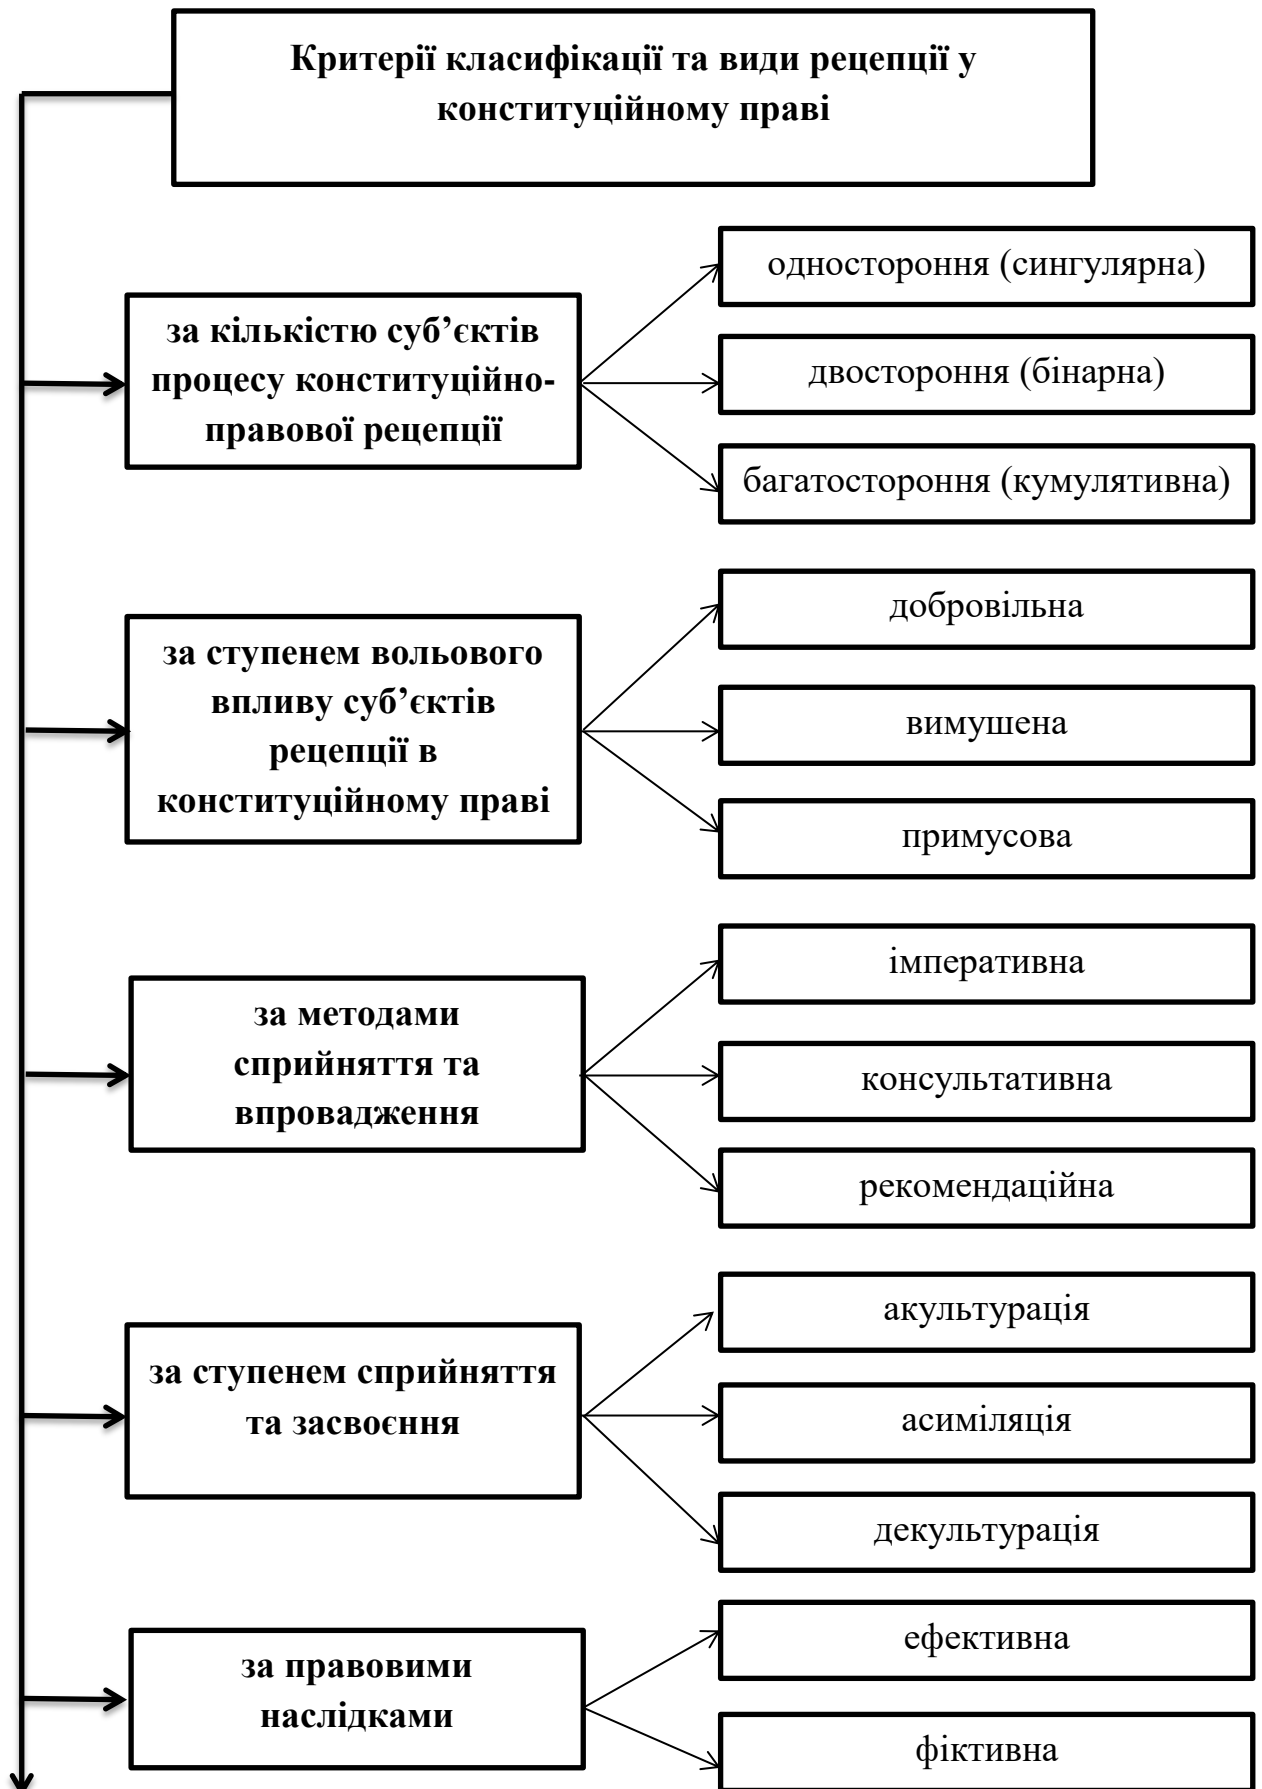 Критерії класифікації та види рецепції у
конституційному праві
за кількістю суб’єктів
процесу конституційно-
правової рецепції
одностороння (сингулярна)
двостороння (бінарна)
багатостороння (кумулятивна)
за ступенем вольового
впливу суб’єктів
рецепції в
конституційному праві
добровільна
вимушена
примусова
за методами
сприйняття та
впровадження
імперативна
консультативна
рекомендаційна
за ступенем сприйняття
та засвоєння
акультурація
асиміляція
декультурація
за правовими
наслідками
ефективна
фіктивна